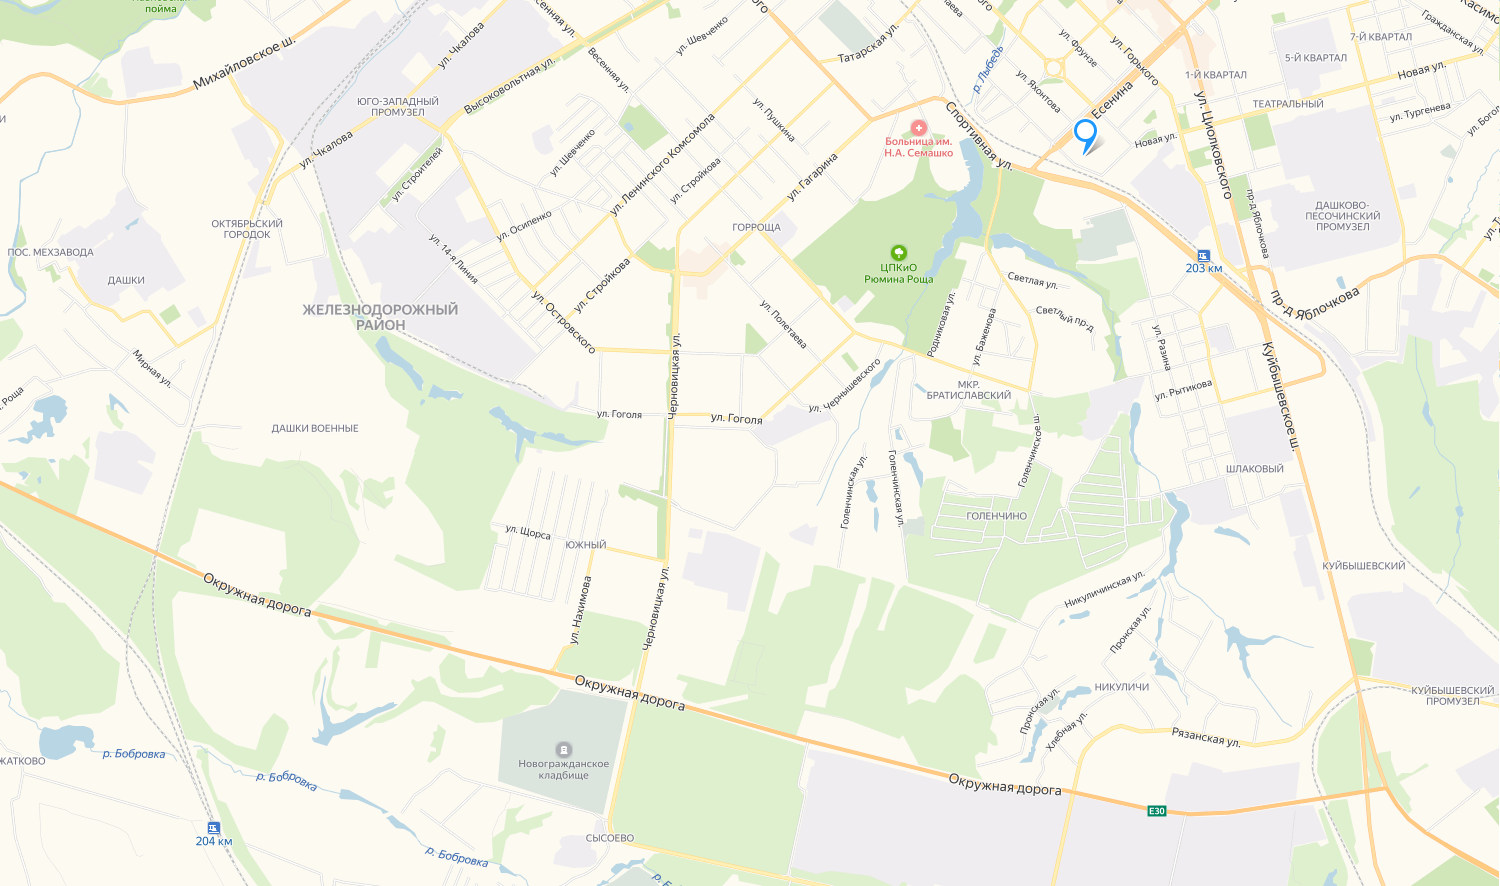 пойма
ул. Чкалова
Михайловское ш.
Весенняя ул.
ул. Шевченко
Татарская ул.
р. Лыбедь
ул. Фрунзе
ул. Горького
Гражданская ул.
7-Й КВАРТАЛ
5-Й КВАРТАЛ
1-Й КВАРТАЛ
Новая ул.
Высоковольтная ул.
ЮГО-ЗАПАДНЫЙ
ПРОМУЗЕЛ
ул. Яхонтова
Есенина
ТЕАТРАЛЬНЫЙ
ул. Тургенева
ул. Циолковского
ул. Пушкина
Спортивная ул.
Больница им.
Н.А. Семашко
Новая ул.
ул. Чкалова
ул. Шевченко
ул. Ленинского Комсомола
ул. Строителей
ул. Стройкова
ул. Гагарина
пр-д Яблочкова
ДАШКОВО-
ПЕСОЧИНСКИЙ
ПРОМУЗЕЛ
ОКТЯБРЬСКИЙ
ГОРОДОК
ул. Осипенко
ГОРРОЩА
ПОС. МЕХЗАВОДА
ДАШКИ
ул. 14-я Линия
ул. Стройкова
ЦПКиО
Рюмина Роща
203 км
Светлая ул.
Светлый пр-д
пр-д Яблочкова
ЖЕЛЕЗНОДОРОЖНЫЙ
РАЙОН
ул. Островского
ул. Полетаева
Родниковая ул.
ул. Баженова
ул. Разина
Мирная ул.
Черновицкая ул.
ул. Чернышевского
МКР.
БРАТИСЛАВСКИЙ
ул. Рытикова
Куйбышевское ш.
Роща
ул. Гоголя
ул. Гоголя
ДАШКИ ВОЕННЫЕ
Голенчинское ш.
Голенчинская ул.
Голенчинская ул.
ШЛАКОВЫЙ
ГОЛЕНЧИНО
ул. Щорса
ЮЖНЫЙ
КУЙБЫШЕВСКИЙ
Окружная дорога
ул. Нахимова
Черновицкая ул.
Никуличинская ул.
Пронская ул.
Окружная дорога
НИКУЛИЧИ
КУЙБЫШЕВСКИЙ
ПРОМУЗЕЛ
Пронская ул.
Хлебная ул.
Рязанская ул.
р. Бобровка
ЖАТКОВО
р. Бобровка
Новогражданское
кладбище
Окружная дорога
E30
204 км
СЫСОЕВО
р. Бобровка